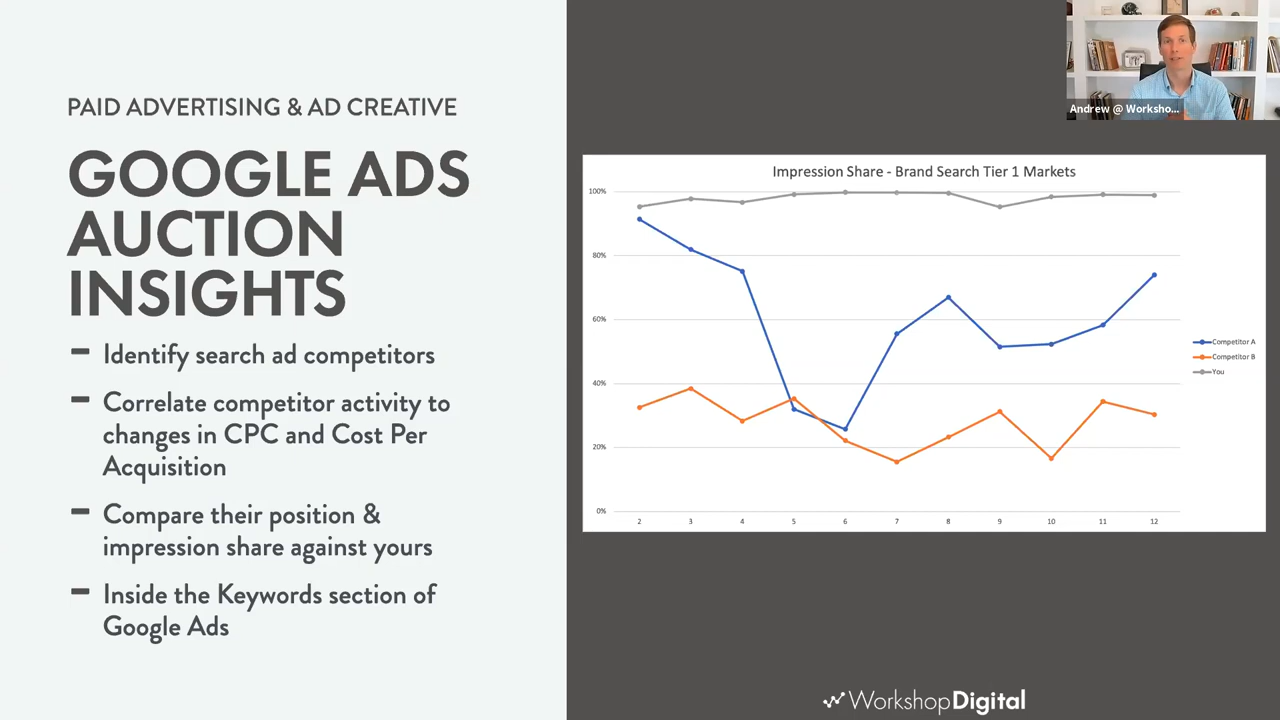 PAID ADVERTISING & AD CREATIVE
GOOGLE ADS
AUCTION
INSIGHTS
- Identify search ad competitors
- Correlate competitor activity to
changes in CPC and Cost Per
Acquisition
- Compare their position &
impression share against yours
- Inside the Keywords section of
Google Ads
Andrew @ Worksho...
Impression Share - Brand Search Tier 1 Markets
100%
80%
60%
40%
20%
0%
2 3 4 5 6 7 8 9 10 11 12
Competitor A
Competitor B
You
WorkshopDigital